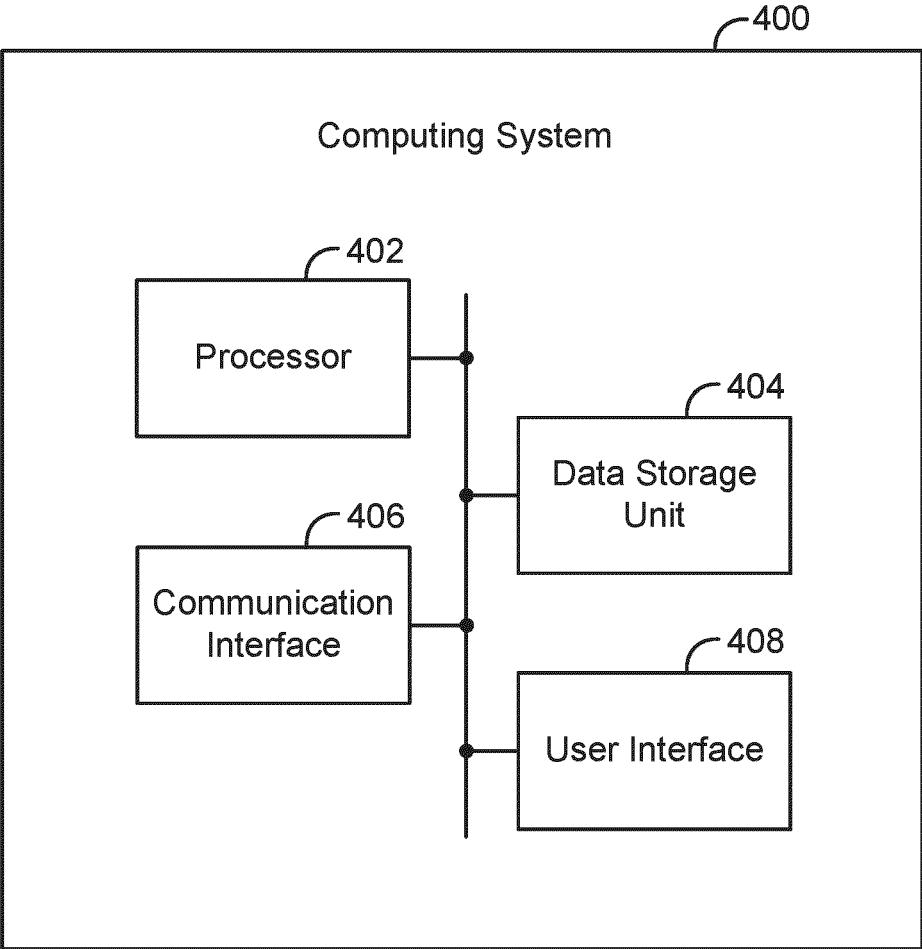 400
Computing System
402
Processor
404
Data Storage
Unit
406
Communication
Interface
408
User Interface